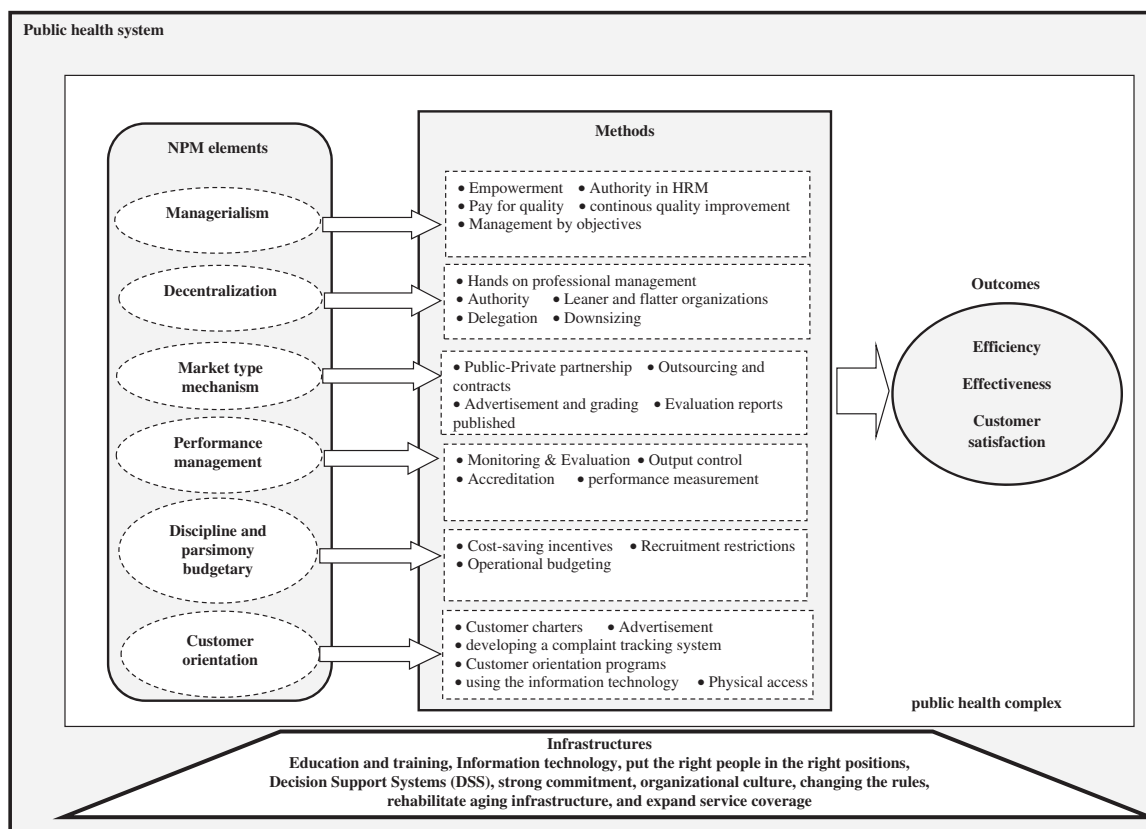 Public health system
NPM elements
Managerialism
Decentralization
Market type
mechanism
Performance
management
Discipline and
parsimony
budgetary
Customer
orientation
Methods
• Empowerment • Authority in HRM
• Pay for quality • continous quality improvement
• Management by objectives
• Hands on professional management
• Authority • Leaner and flatter organizations
• Delegation • Downsizing
• Public-Private partnership • Outsourcing and
contracts
• Advertisement and grading • Evaluation reports
published
• Monitoring & Evaluation • Output control
• Accreditation • performance measurement
• Cost-saving incentives • Recruitment restrictions
• Operational budgeting
• Customer charters • Advertisement
• developing a complaint tracking system
• Customer orientation programs
• using the information technology • Physical access
Outcomes
Efficiency
Effectiveness
Customer
satisfaction
public health complex
Infrastructures
Education and training, Information technology, put the right people in the right positions,
Decision Support Systems (DSS), strong commitment, organizational culture, changing the rules,
rehabilitate aging infrastructure, and expand service coverage